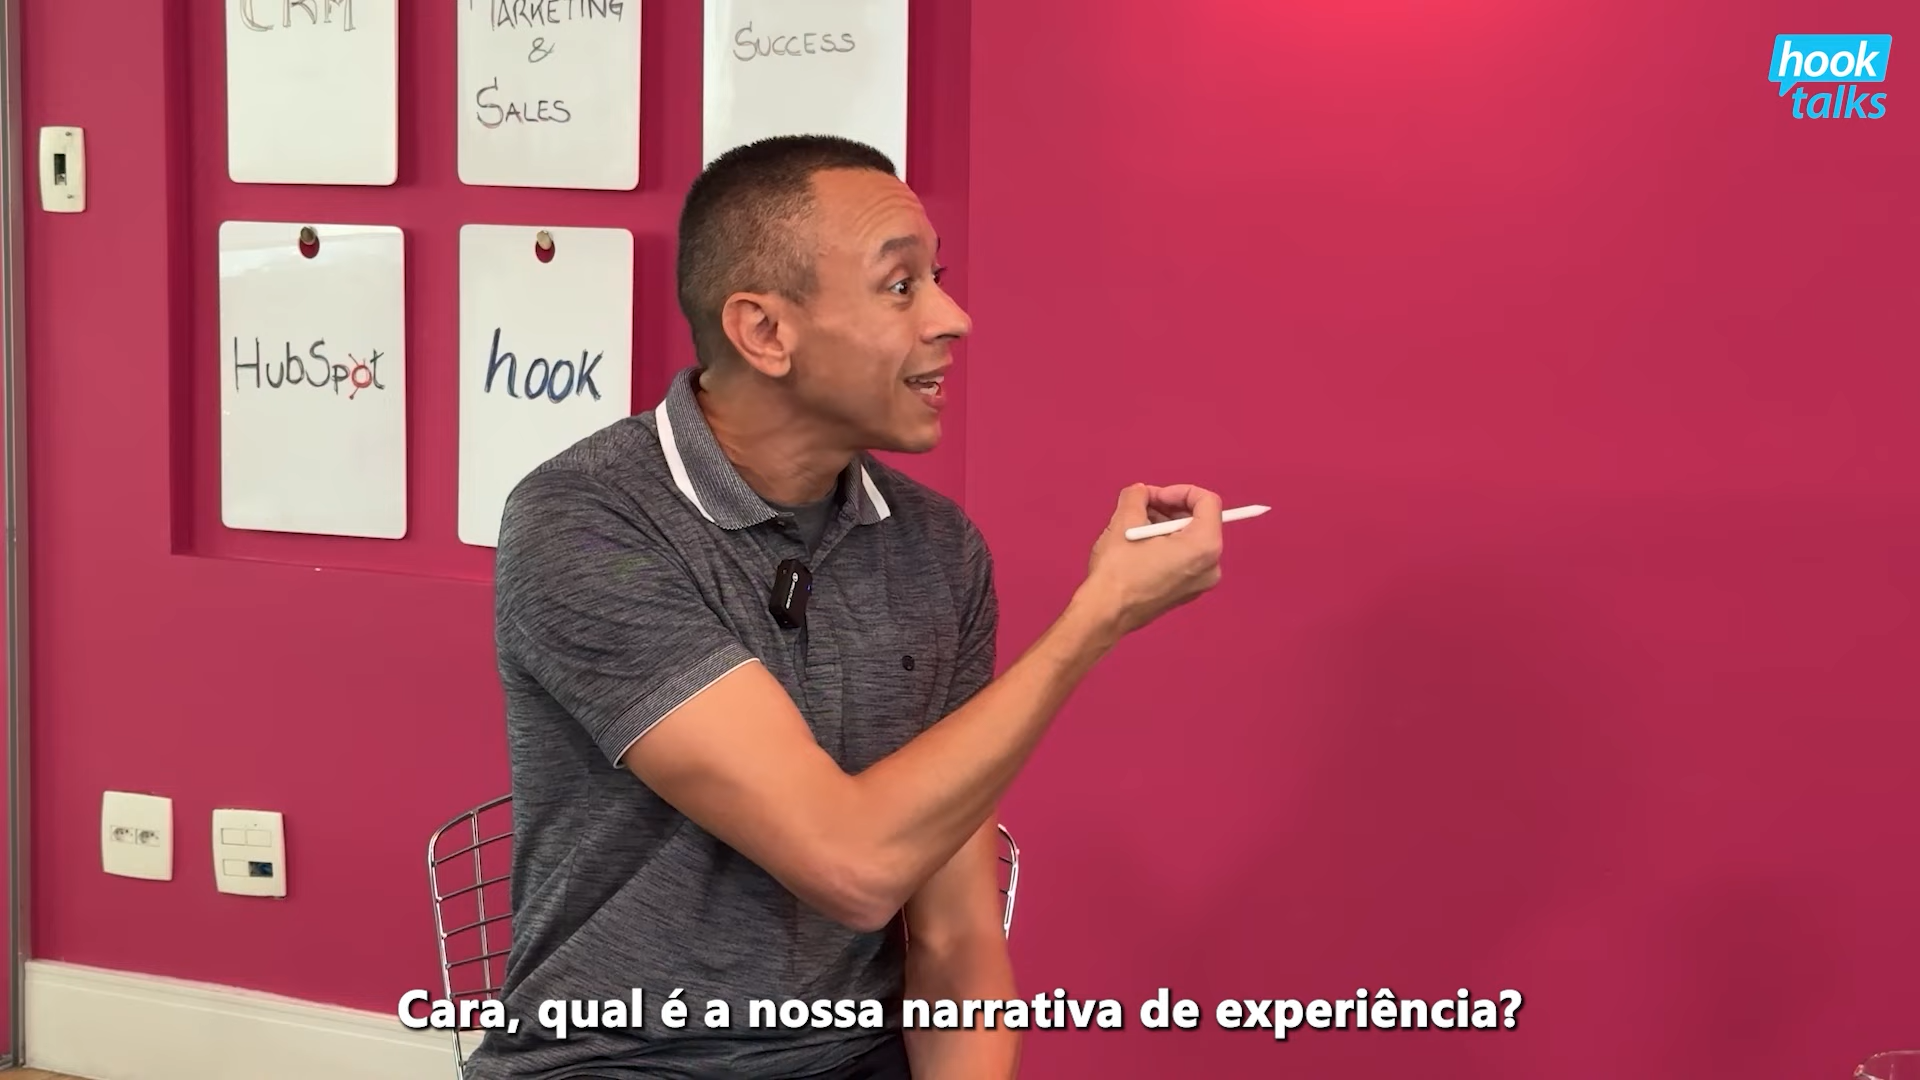 CRM
MARKETING
&
SALES
SUCCESS
hook
talks
HubSpot
hook
Cara, qual é a nossa narrativa de experiência?